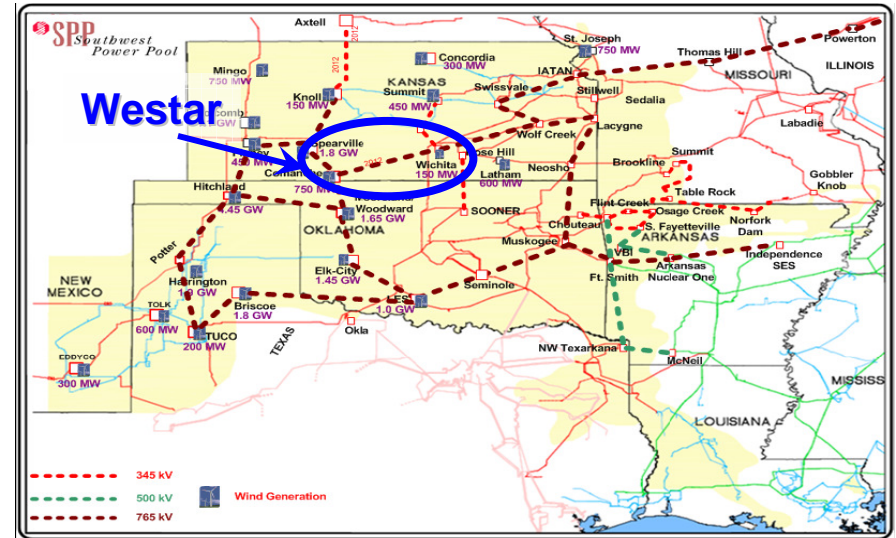 SPP Southwest
Power Pool
Axtell
2012
2012
St. Joseph
750 MW
Powerton
Thomas Hill
ILLINOIS
Concordia
300 MW
Mingo
750 MW
KANSAS
IATAN
MISSOURI
Knoll
150 MW
Summit
450 MW
Swissvale
Stillwell
Sedalia
Westar
Wolf Creek
Lacygne
Labadie
Spearville
1.8 GW
450 MW
2012
Wichita
150 MW
Rose Hill
Latham
600 MW
Neosho
Brookline
Summit
Comanche
750 MW
Gobbler
Knob
Hitchland
Table Rock
Woodward
1.65 GW
SOONER
Flint Creek
Osage Creek
Norfork
Dam
OKLAHOMA
Chouteau
S. Fayetteville
ARKANSAS
Muskogee
VBI
Independence
SES
Potter
Elk-City
1.45 GW
Ft. Smith
Arkansas
Nuclear One
NEW
MEXICO
Harrington
Seminole
Briscoe
1.8 GW
LES
1.0 GW
TOLK
600 MW
TUCO
200 MW
TEXAS
Okla
NW Texarkana
McNeil
EDDYCO
300 MW
MISSISS
LOUISIANA
345 kV
500 kV
765 kV
Wind Generation